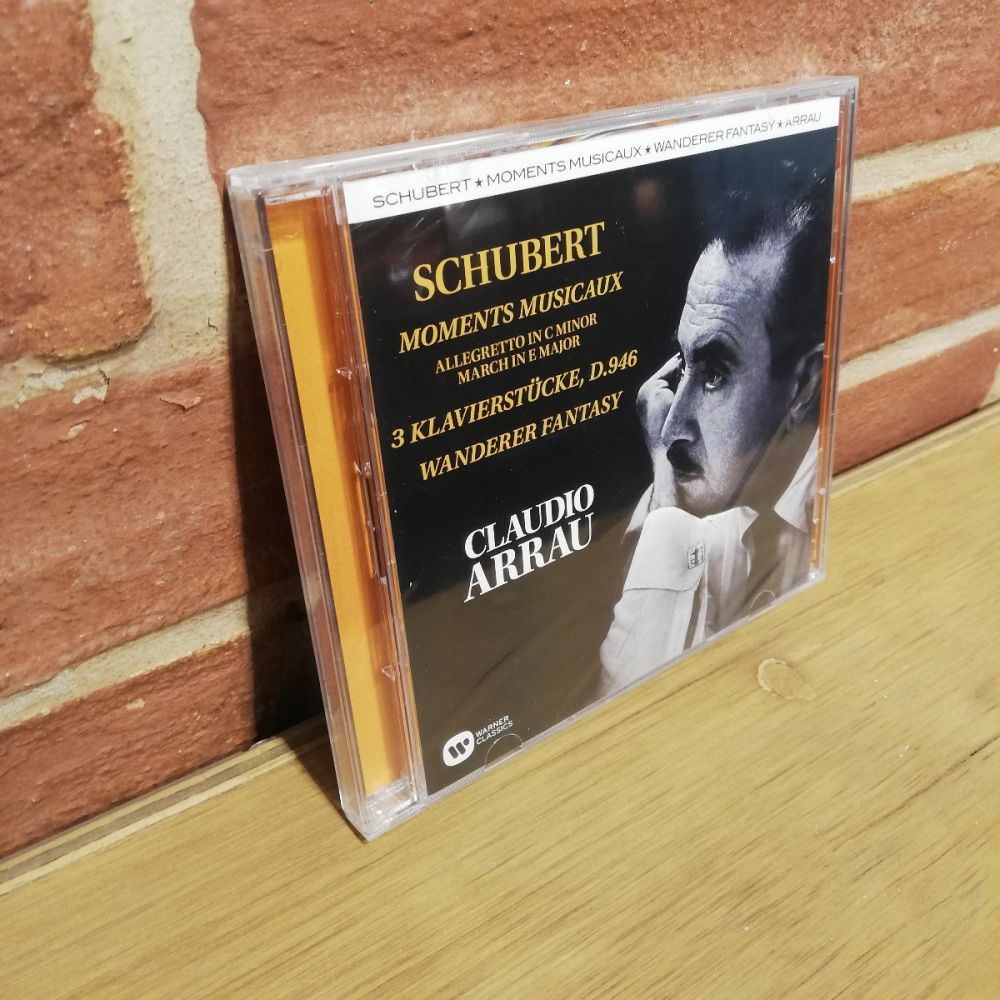 SCHUBERT ★ MOMENTS MUSICAUX ★ WANDERER FANTASY ★ ARRAU
SCHUBERT
MOMENTS MUSICAUX
ALLEGRETTO IN C MINOR
MARCH IN E MAJOR
3 KLAVIERSTÜCKE, D.946
WANDERER FANTASY
CLAUDIO
ARRAU
WARNER
CLASSICS